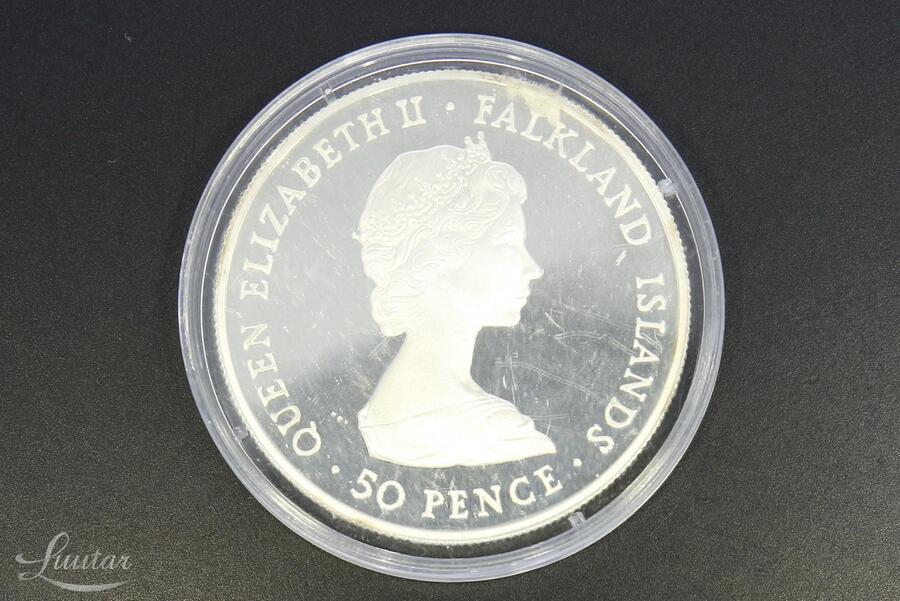 QUEEN ELIZABETH II · FALKLAND ISLANDS
· 50 PENCE ·
Luutar